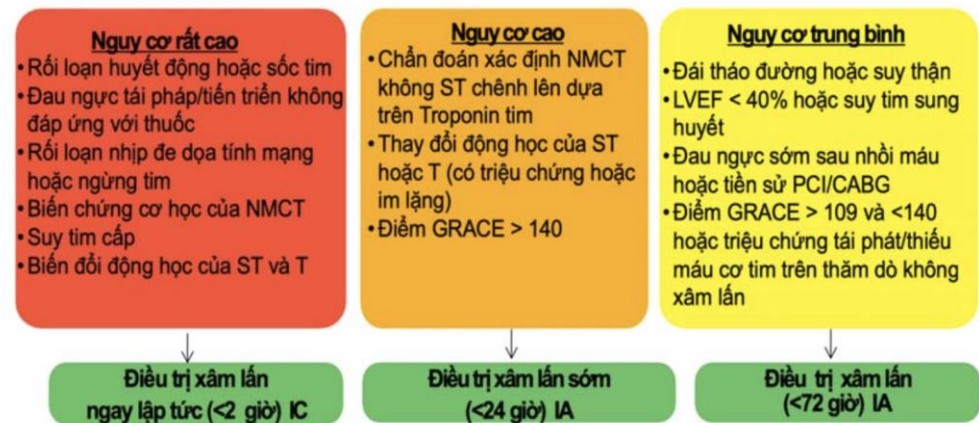 Nguy cơ rất cao
• Rối loạn huyết động hoặc sốc tim
• Đau ngực tái pháp/tiến triển không
đáp ứng với thuốc
• Rối loạn nhịp đe dọa tính mạng
hoặc ngừng tim
• Biến chứng cơ học của NMCT
• Suy tim cấp
• Biến đổi động học của ST và T
Điều trị xâm lấn
ngay lập tức (<2 giờ) IC
Nguy cơ cao
• Chẩn đoán xác định NMCT
không ST chênh lên dựa
trên Troponin tim
• Thay đổi động học của ST
hoặc T (có triệu chứng hoặc
im lặng)
• Điểm GRACE > 140
Điều trị xâm lấn sớm
(<24 giờ) IA
Nguy cơ trung bình
• Đái tháo đường hoặc suy thận
• LVEF < 40% hoặc suy tim sung
huyết
• Đau ngực sớm sau nhồi máu
hoặc tiền sử PCI/CABG
• Điểm GRACE > 109 và <140
hoặc triệu chứng tái phát/thiếu
máu cơ tim trên thăm dò không
xâm lấn
Điều trị xâm lấn
(<72 giờ) IA